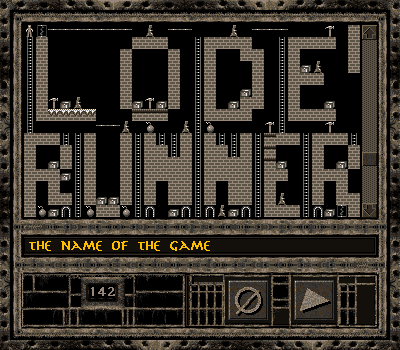 LODE
RUNNER
THE NAME OF THE GAME
142